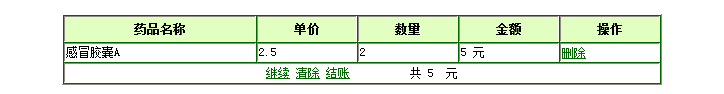 药品名称 单价 数量 金额 操作
感冒胶囊A 2.5 2 5 元 删除
继续 清除 结账 共 5 元